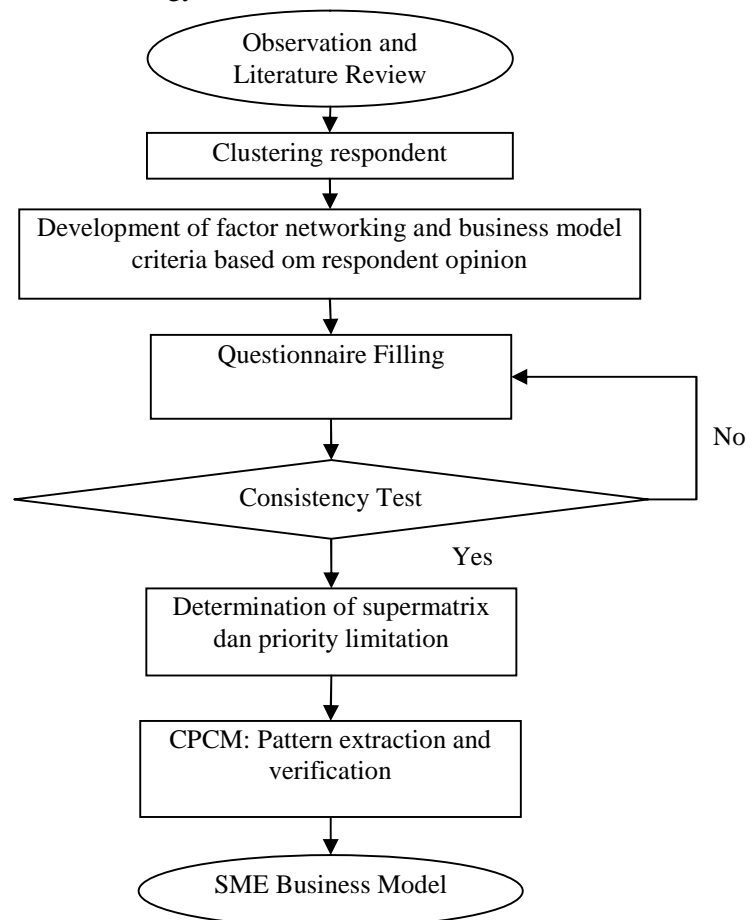 Observation and
Literature Review
Clustering respondent
Development of factor networking and business model
criteria based om respondent opinion
Questionnaire Filling
No
Consistency Test
Yes
Determination of supermatrix
dan priority limitation
CPCM: Pattern extraction and
verification
SME Business Model